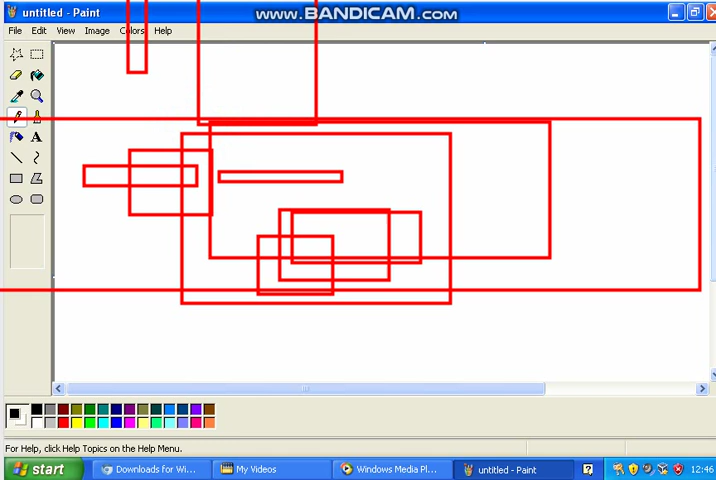 untitled - Paint
www.BANDICAM.com
File Edit View Image Colors Help
A
For Help, click Help Topics on the Help Menu.
start Downloads for Wi... My Videos Windows Media Pl... untitled - Paint 12:46